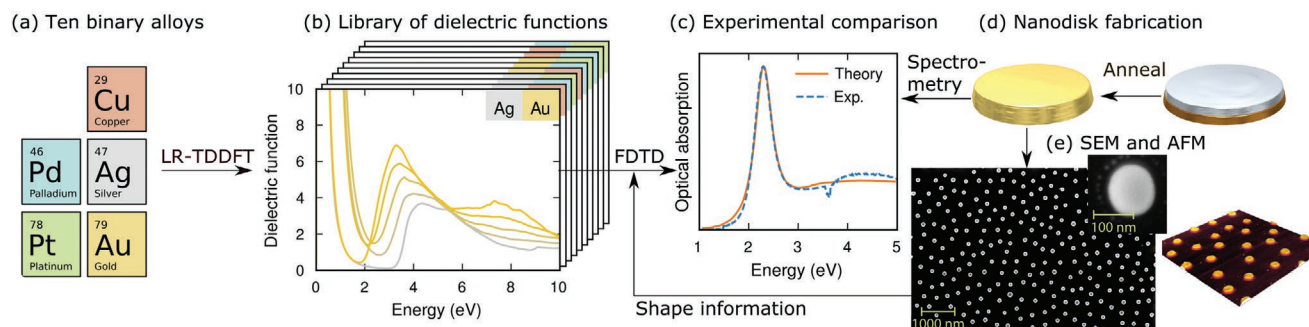 (a) Ten binary alloys
29
Cu
Copper
46
Pd
Palladium
47
Ag
Silver
78
Pt
Platinum
79
Au
Gold
LR-TDDFT
(b) Library of dielectric functions
Dielectric function
10
8
6
4
2
0
Ag
Au
0
2
4
6
8
10
Energy (eV)
FDTD
(c) Experimental comparison
Optical absorption
Theory
Exp.
1
2
3
4
5
Energy (eV)
Shape information
(d) Nanodisk fabrication
Spectro-
metry
Anneal
(e) SEM and AFM
100 nm
1000 nm